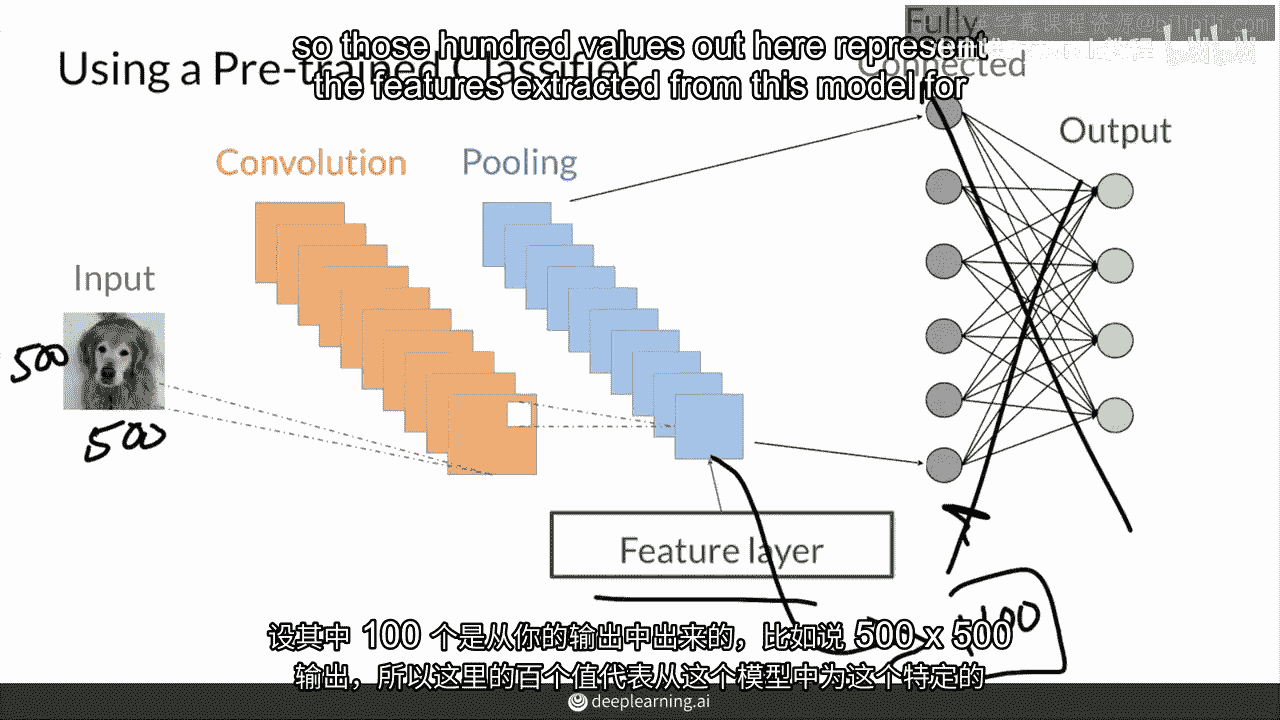 Fully
so those hundred values out here represent
the features extracted from this model for
Using a Pre-trained Classifier
Connected
Output
Convolution
Pooling
Input
500
500
Feature layer
100
设其中 100 个是从你的输出中出来的，比如说 500 x 500
输出，所以这里的百个值代表从这个模型中为这个特定的
deeplearning.ai